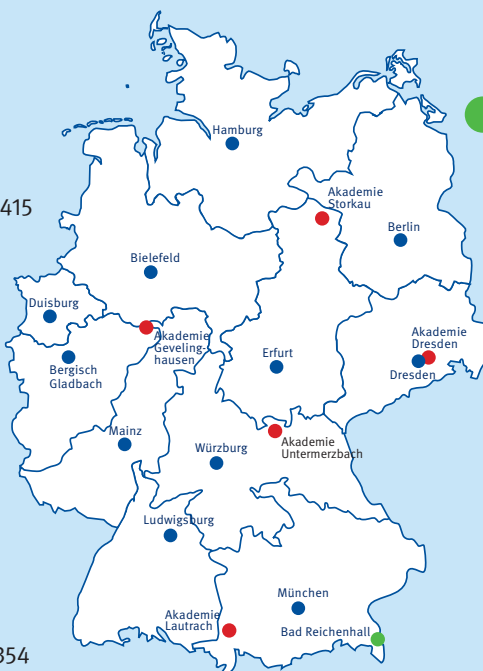 Hamburg
Akademie
Storkau
415
Berlin
Bielefeld
Duisburg
Akademie
Geveling-
hausen
Akademie
Dresden
Erfurt
Dresden
Bergisch
Gladbach
Mainz
Würzburg
Akademie
Untermerzbach
Ludwigsburg
München
Akademie
Lautrach
Bad Reichenhall
354